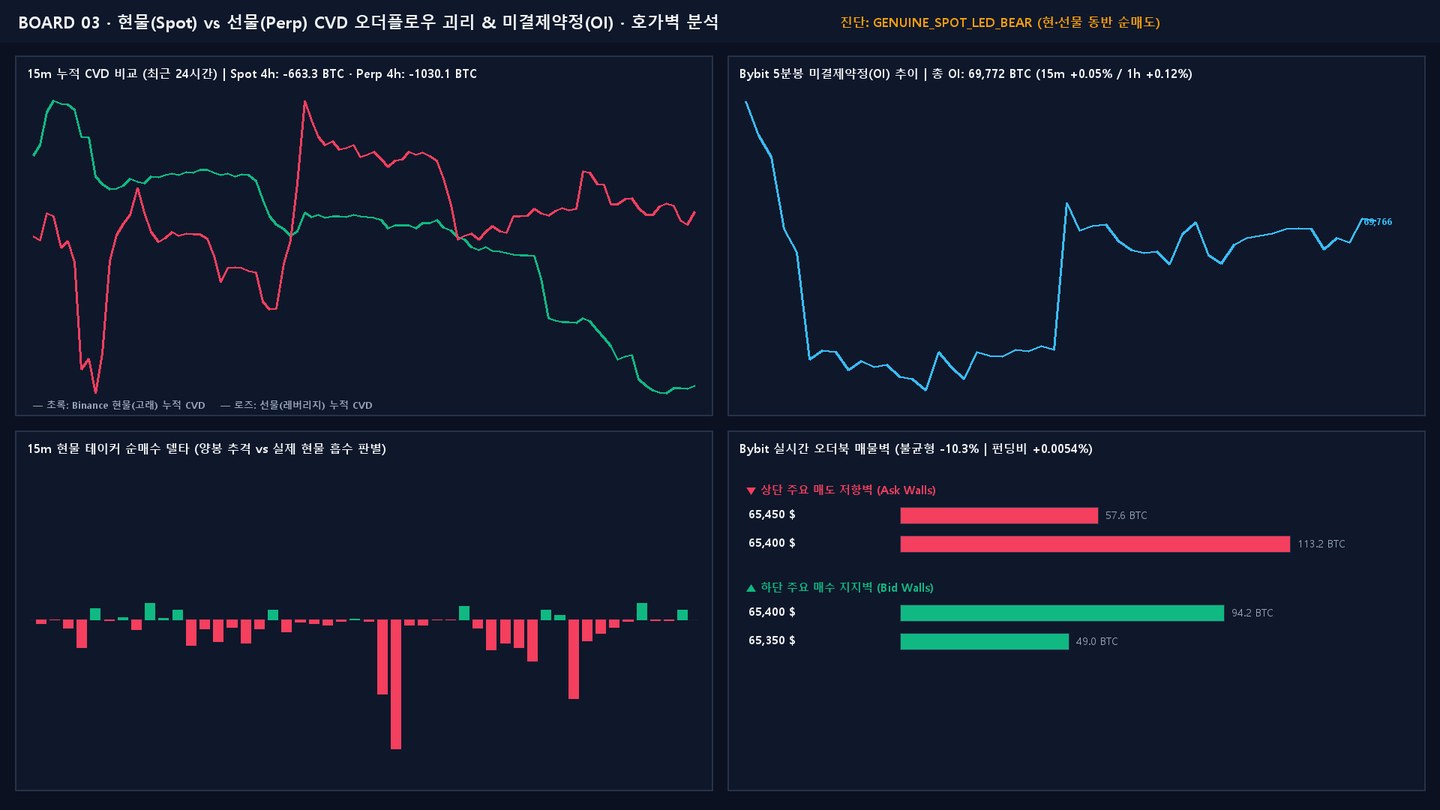 BOARD 03 · 현물(Spot) vs 선물(Perp) CVD 오더플로우 괴리 & 미결제약정(OI) · 호가벽 분석
진단: GENUINE_SPOT_LED_BEAR (현·선물 동반 순매도)
15m 누적 CVD 비교 (최근 24시간) | Spot 4h: -663.3 BTC · Perp 4h: -1030.1 BTC
— 초록: Binance 현물(고래) 누적 CVD
— 로즈: 선물(레버리지) 누적 CVD
Bybit 5분봉 미결제약정(OI) 추이 | 총 OI: 69,772 BTC (15m +0.05% / 1h +0.12%)
69,766
15m 현물 테이커 순매수 델타 (양봉 추격 vs 실제 현물 흡수 판별)
Bybit 실시간 오더북 매물벽 (불균형 -10.3% | 펀딩비 +0.0054%)
▼ 상단 주요 매도 저항벽 (Ask Walls)
65,450 $ 57.6 BTC
65,400 $ 113.2 BTC
▲ 하단 주요 매수 지지벽 (Bid Walls)
65,400 $ 94.2 BTC
65,350 $ 49.0 BTC